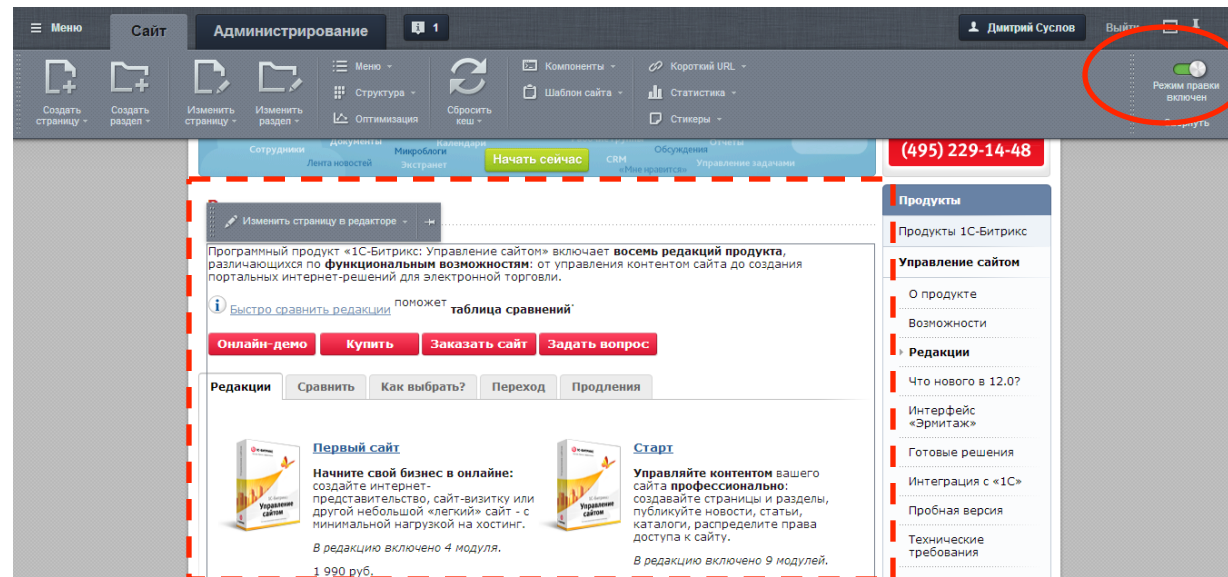 Меню
Сайт
Администрирование
1
Дмитрий Суслов
Выйти
Создать страницу
Создать раздел
Изменить страницу
Изменить раздел
Меню
Структура
Оптимизация
Сбросить кеш
Компоненты
Шаблон сайта
Короткий URL
Статистика
Стикеры
Режим правки включен
Свернуть
Сотрудники
Документы
Календари
Отчеты
Лента новостей
Микроблоги
Экстранет
Начать сейчас
CRM
Обсуждения
«Мне нравится»
Управление задачами
(495) 229-14-48
Изменить страницу в редакторе
Программный продукт «1С-Битрикс: Управление сайтом» включает восемь редакций продукта,
различающихся по функциональным возможностям: от управления контентом сайта до создания
портальных интернет-решений для электронной торговли.
Быстро сравнить редакции поможет таблица сравнений
Онлайн-демо
Купить
Заказать сайт
Задать вопрос
Редакции
Сравнить
Как выбрать?
Переход
Продления
Первый сайт
Начните свой бизнес в онлайне:
создайте интернет-
представительство, сайт-визитку или
другой небольшой «легкий» сайт - с
минимальной нагрузкой на хостинг.
В редакцию включено 4 модуля.
1 990 руб.
Управление
сайтом
Старт
Управляйте контентом вашего
сайта профессионально:
создавайте страницы и разделы,
публикуйте новости, статьи,
каталоги, распределите права
доступа к сайту.
В редакцию включено 9 модулей.
Управление
сайтом
Продукты
Продукты 1С-Битрикс
Управление сайтом
О продукте
Возможности
Редакции
Что нового в 12.0?
Интерфейс
«Эрмитаж»
Готовые решения
Интеграция с «1С»
Пробная версия
Технические
требования